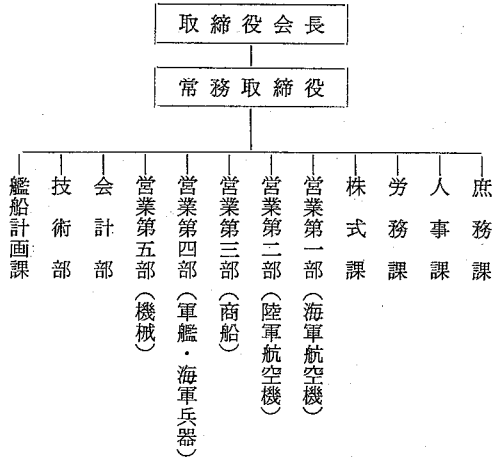 取締役会長
常務取締役
庶務課
人事課
労務課
株式課
営業第一部（海軍航空機）
営業第二部（陸軍航空機）
営業第三部（商船）
営業第四部（軍艦・海軍兵器）
営業第五部（機械）
会計部
技術部
艦船計画課